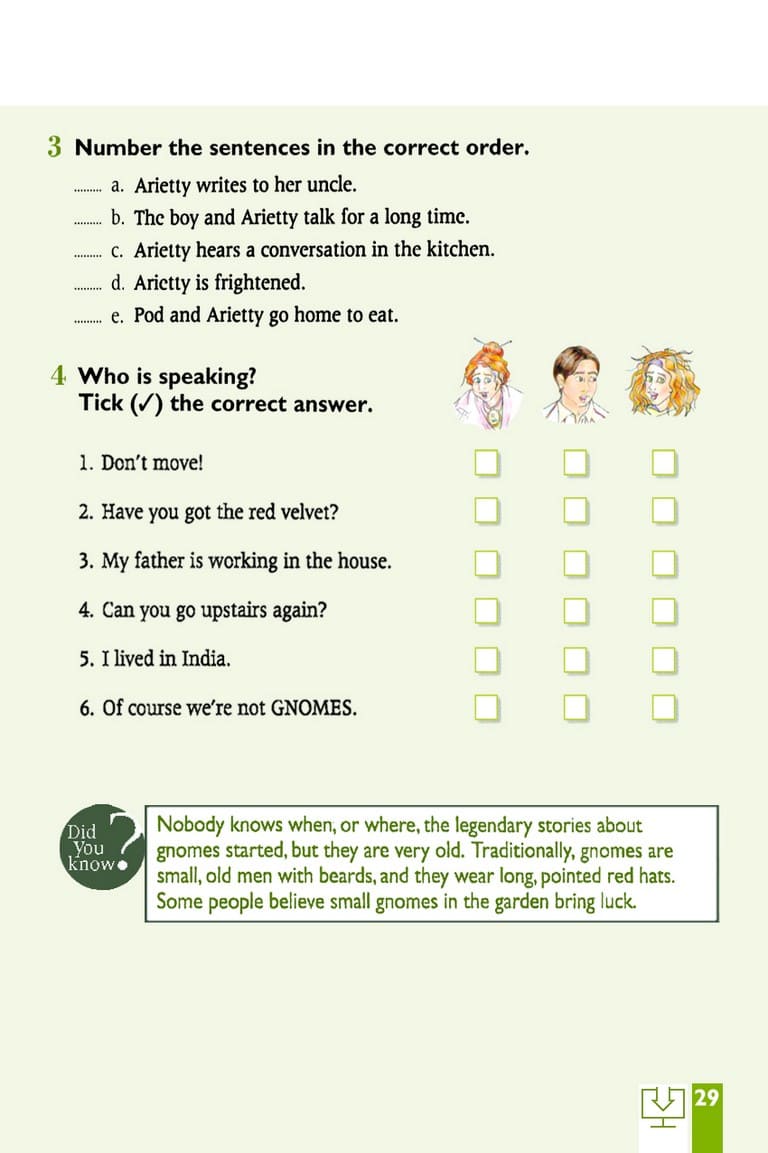 3 Number the sentences in the correct order.
......... a. Arietty writes to her uncle.
......... b. The boy and Arietty talk for a long time.
......... c. Arietty hears a conversation in the kitchen.
......... d. Arietty is frightened.
......... e. Pod and Arietty go home to eat.
4 Who is speaking?
Tick (✓) the correct answer.
1. Don't move!
2. Have you got the red velvet?
3. My father is working in the house.
4. Can you go upstairs again?
5. I lived in India.
6. Of course we're not GNOMES.
Did
You
know?
Nobody knows when, or where, the legendary stories about
gnomes started, but they are very old. Traditionally, gnomes are
small, old men with beards, and they wear long, pointed red hats.
Some people believe small gnomes in the garden bring luck.
29